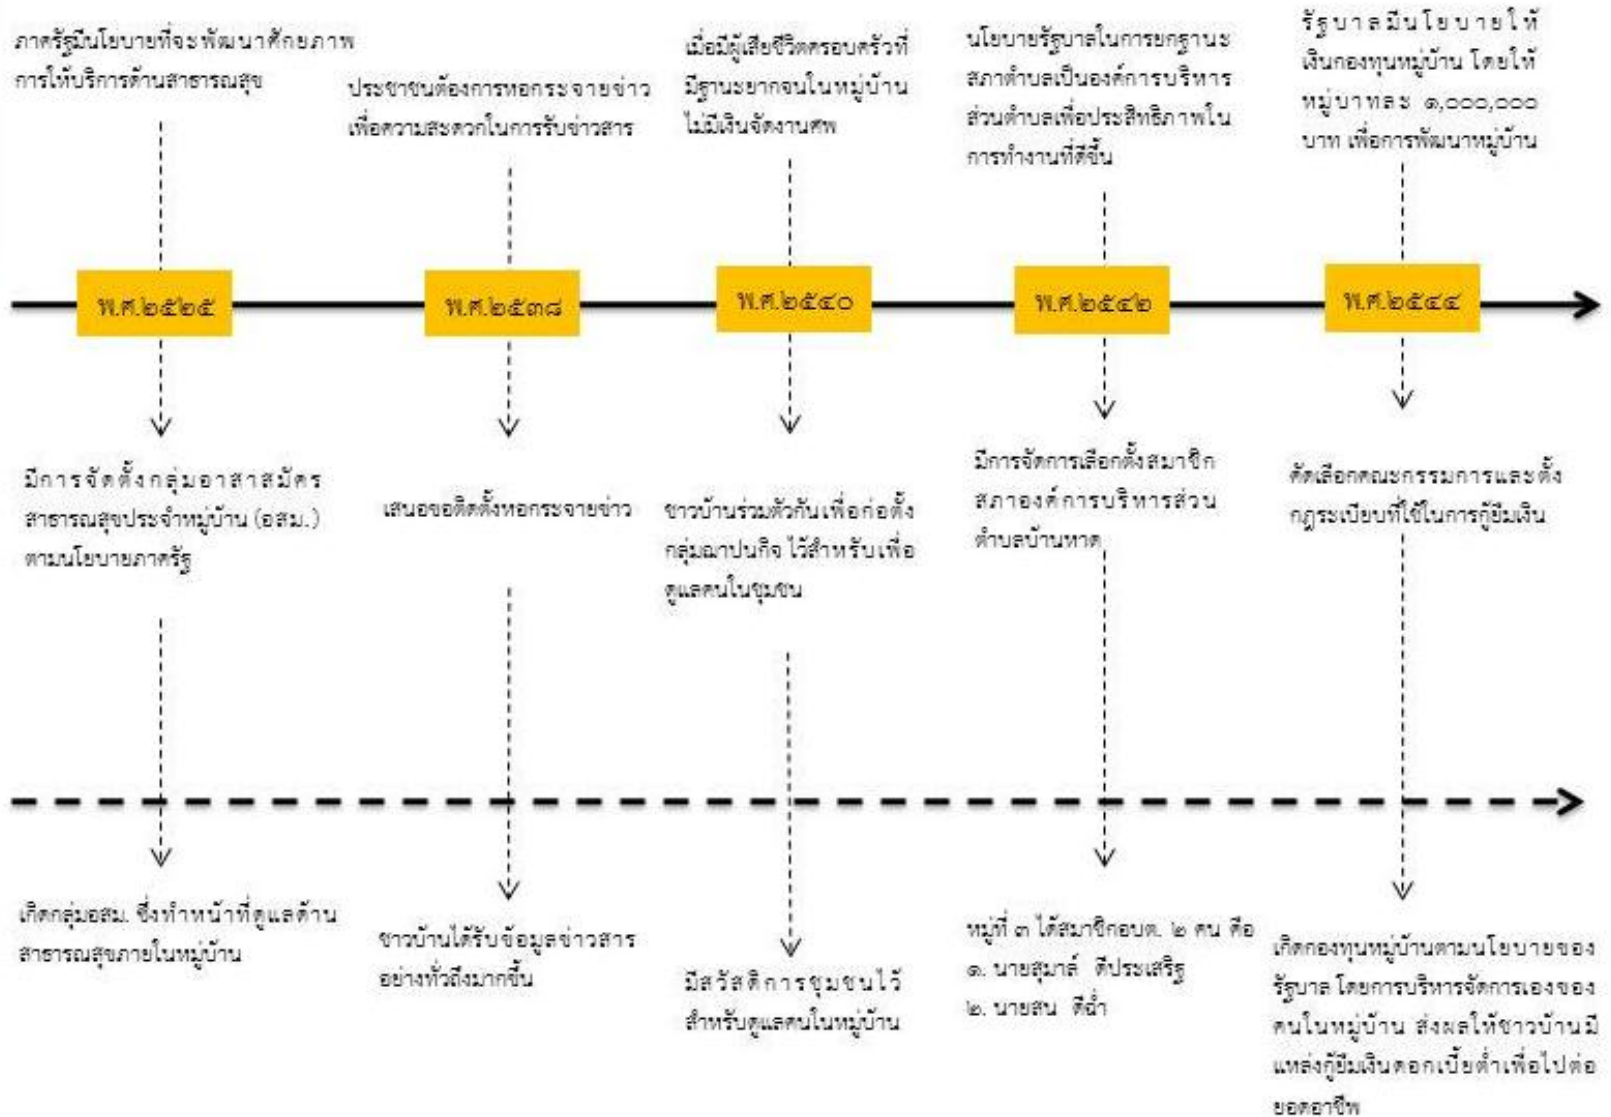 ภาครัฐมีนโยบายที่จะพัฒนาศักยภาพ
การให้บริการด้านสาธารณสุข
ประชาชนต้องการหอกระจายข่าว
เพื่อความสะดวกในการรับข่าวสาร
เมื่อมีผู้เสียชีวิตครอบครัวที่
มีฐานะยากจนในหมู่บ้าน
ไม่มีเงินจัดงานศพ
นโยบายรัฐบาลในการยกฐานะ
สภาตำบลเป็นองค์การบริหาร
ส่วนตำบลเพื่อประสิทธิภาพใน
การทำงานที่ดีขึ้น
รัฐบาลมีนโยบายให้
เงินกองทุนหมู่บ้าน โดยให้
หมู่บาทละ ๑,๐๐๐,๐๐๐
บาท เพื่อการพัฒนาหมู่บ้าน
พ.ศ.๒๕๒๕
พ.ศ.๒๕๓๘
พ.ศ.๒๕๔๐
พ.ศ.๒๕๔๒
พ.ศ.๒๕๔๔
มีการจัดตั้งกลุ่มอาสาสมัคร
สาธารณสุขประจำหมู่บ้าน (อสม.)
ตามนโยบายภาครัฐ
เสนอขอติดตั้งหอกระจายข่าว
ชาวบ้านร่วมตัวกันเพื่อก่อตั้ง
กลุ่มฌาปนกิจ ไว้สำหรับเพื่อ
ดูแลคนในชุมชน
มีการจัดการเลือกตั้งสมาชิก
สภาองค์การบริหารส่วน
ตำบลบ้านหาด
คัดเลือกคณะกรรมการและตั้ง
กฎระเบียบที่ใช้ในการกู้ยืมเงิน
เกิดกลุ่มอสม. ซึ่งทำหน้าที่ดูแลด้าน
สาธารณสุขภายในหมู่บ้าน
ชาวบ้านได้รับข้อมูลข่าวสาร
อย่างทั่วถึงมากขึ้น
มีสวัสดิการชุมชนไว้
สำหรับดูแลคนในหมู่บ้าน
หมู่ที่ ๓ ได้สมาชิกอบต. ๒ คน คือ
๑. นายสุมาล์ ดีประเสริฐ
๒. นายสน ดีฉ่ำ
เกิดกองทุนหมู่บ้านตามนโยบายของ
รัฐบาล โดยการบริหารจัดการเองของ
คนในหมู่บ้าน ส่งผลให้ชาวบ้านมี
แหล่งกู้ยืมเงินดอกเบี้ยต่ำเพื่อไปต่อ
ยอดอาชีพ